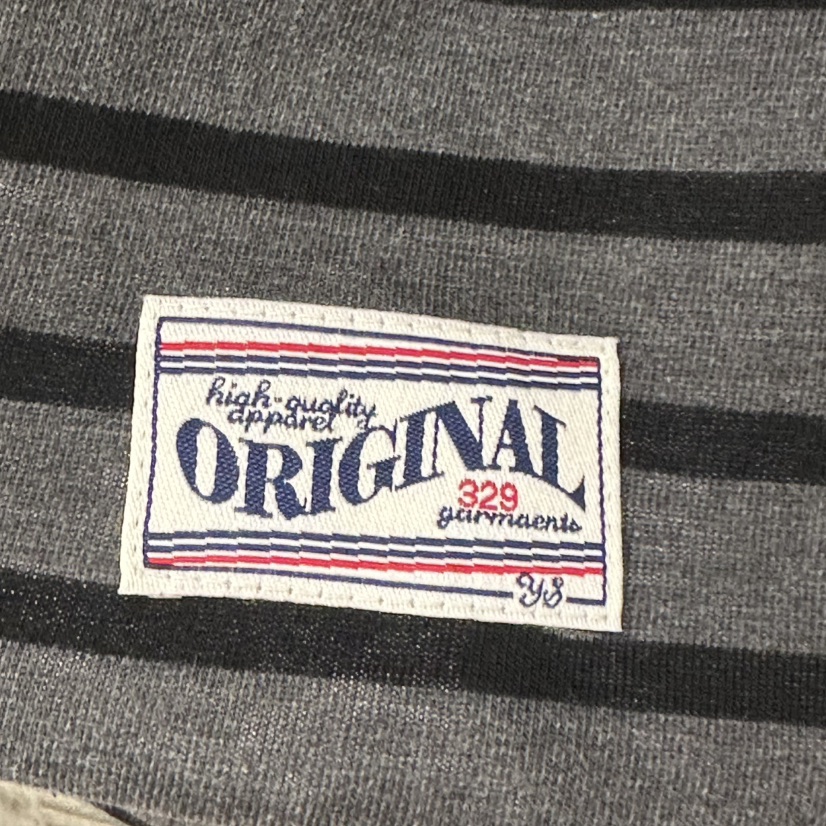 high-quality
apparel
ORIGINAL
329
garmaents
YS